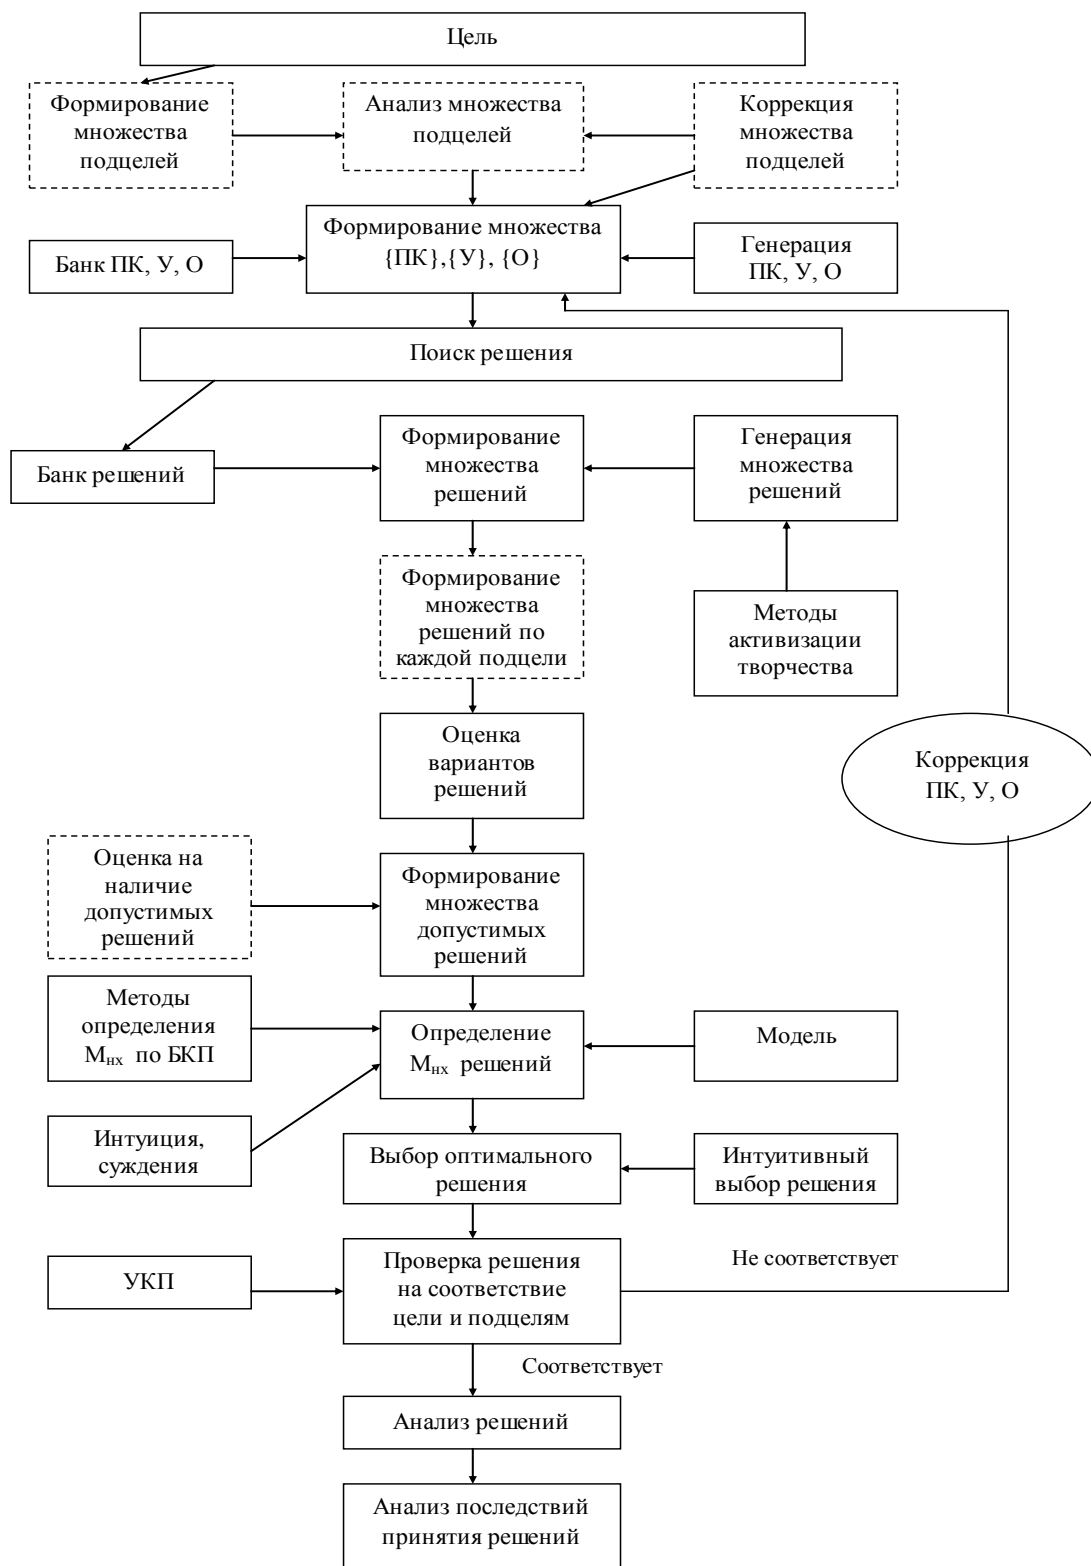 Цель
Формирование
множества
подцелей
Анализ множества
подцелей
Коррекция
множества
подцелей
Формирование множества
{ПК},{У}, {О}
Банк ПК, У, О
Генерация
ПК, У, О
Поиск решения
Банк решений
Формирование
множества
решений
Генерация
множества
решений
Формирование
множества
решений по
каждой подцели
Методы
активизации
творчества
Оценка
вариантов
решений
Коррекция
ПК, У, О
Оценка на
наличие
допустимых
решений
Формирование
множества
допустимых
решений
Методы
определения
Мнх по БКП
Определение
Мнх решений
Модель
Интуиция,
суждения
Выбор оптимального
решения
Интуитивный
выбор решения
УКП
Проверка решения
на соответствие
цели и подцелям
Не соответствует
Соответствует
Анализ решений
Анализ последствий
принятия решений